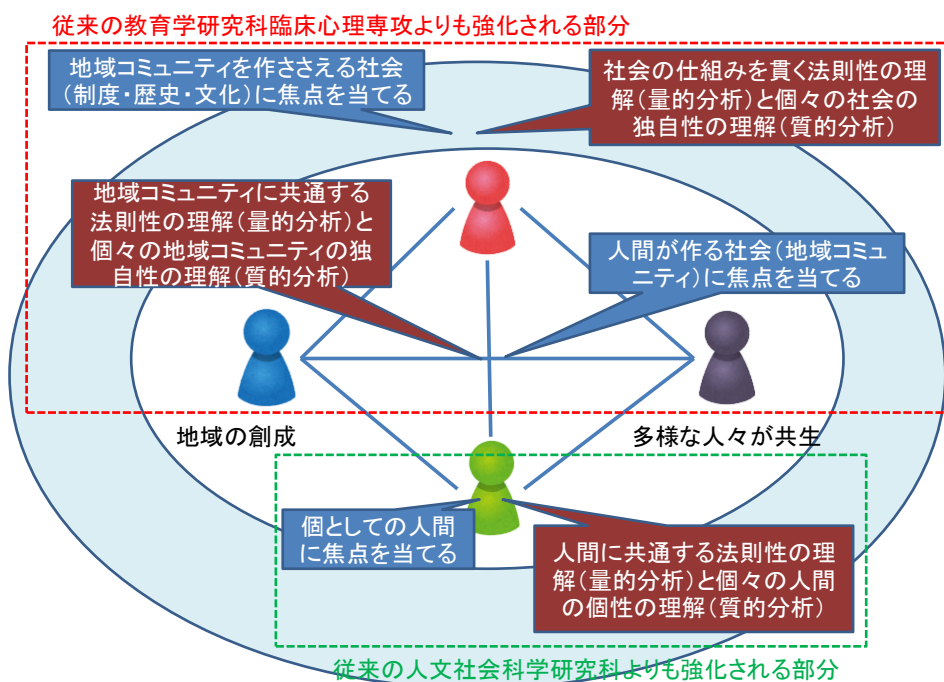 従来の教育学研究科臨床心理専攻よりも強化される部分
地域コミュニティを作ささえる社会
(制度・歴史・文化)に焦点を当てる
社会の仕組みを貫く法則性の理
解(量的分析)と個々の社会の
独自性の理解(質的分析)
地域コミュニティに共通する
法則性の理解(量的分析)と
個々の地域コミュニティの独
自性の理解(質的分析)
人間が作る社会(地域コミュ
ニティ)に焦点を当てる
地域の創成
多様な人々が共生
個としての人間
に焦点を当てる
人間に共通する法則性の理
解(量的分析)と個々の人間
の個性の理解(質的分析)
従来の人文社会科学研究科よりも強化される部分